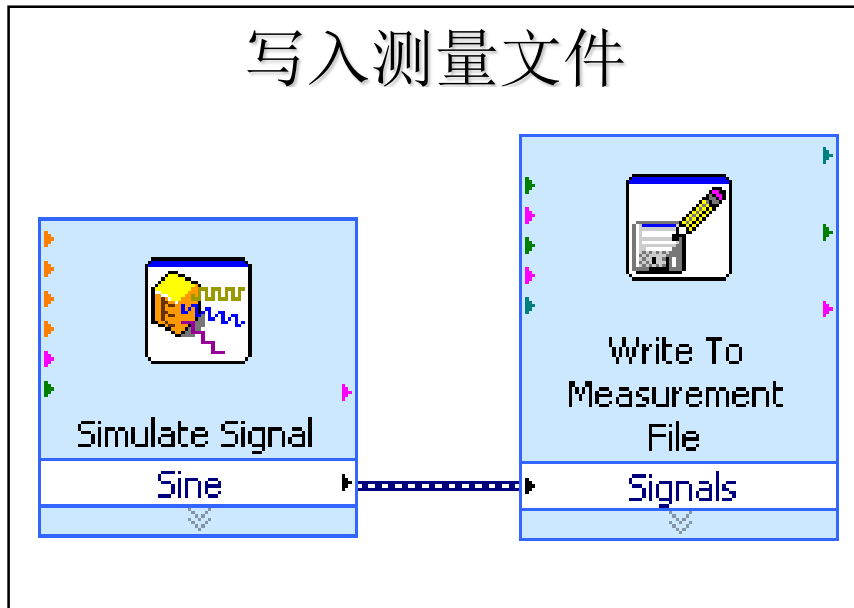 写入测量文件
Simulate Signal
Sine
Write To
Measurement
File
Signals